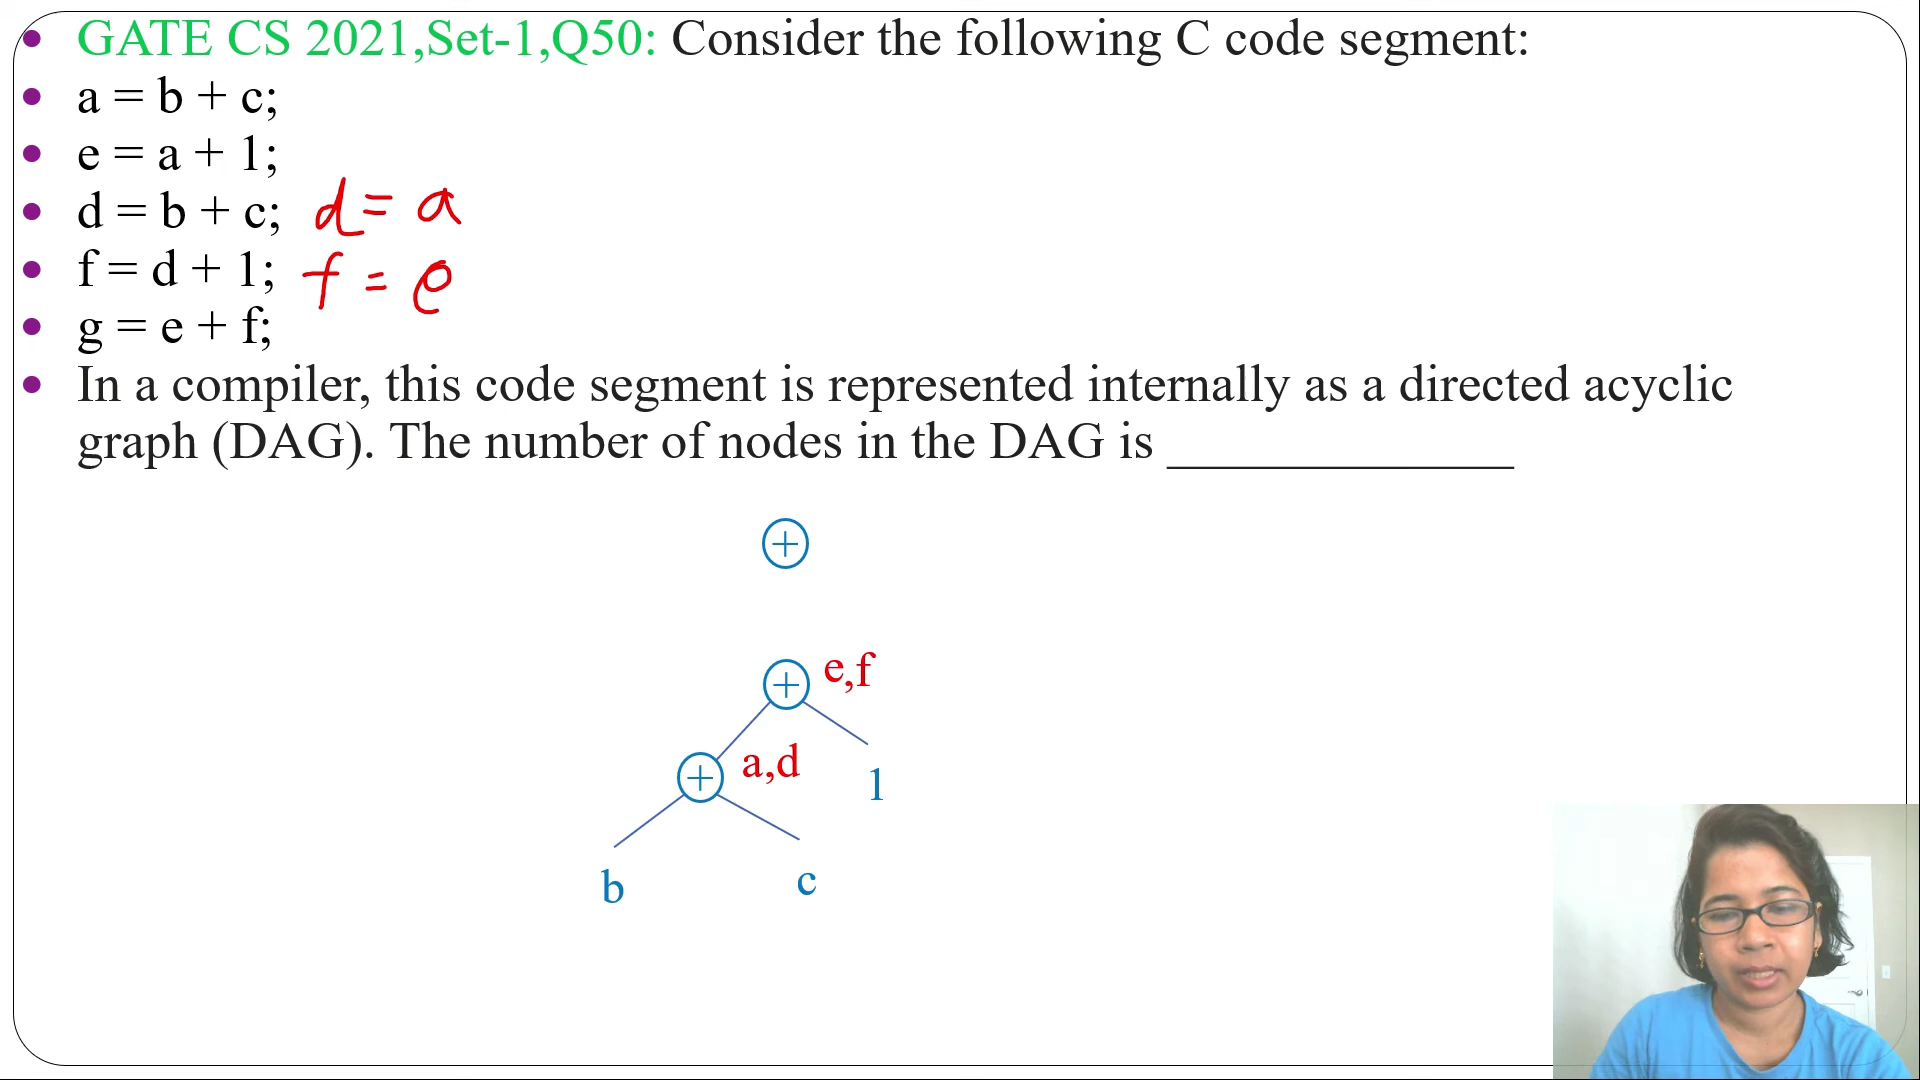 GATE CS 2021,Set-1,Q50: Consider the following C code segment:
a = b + c;
e = a + 1;
d = b + c; d = a
f = d + 1; f = e
g = e + f;
In a compiler, this code segment is represented internally as a directed acyclic
graph (DAG). The number of nodes in the DAG is ______________
+
+ e,f
+ a,d 1
b c